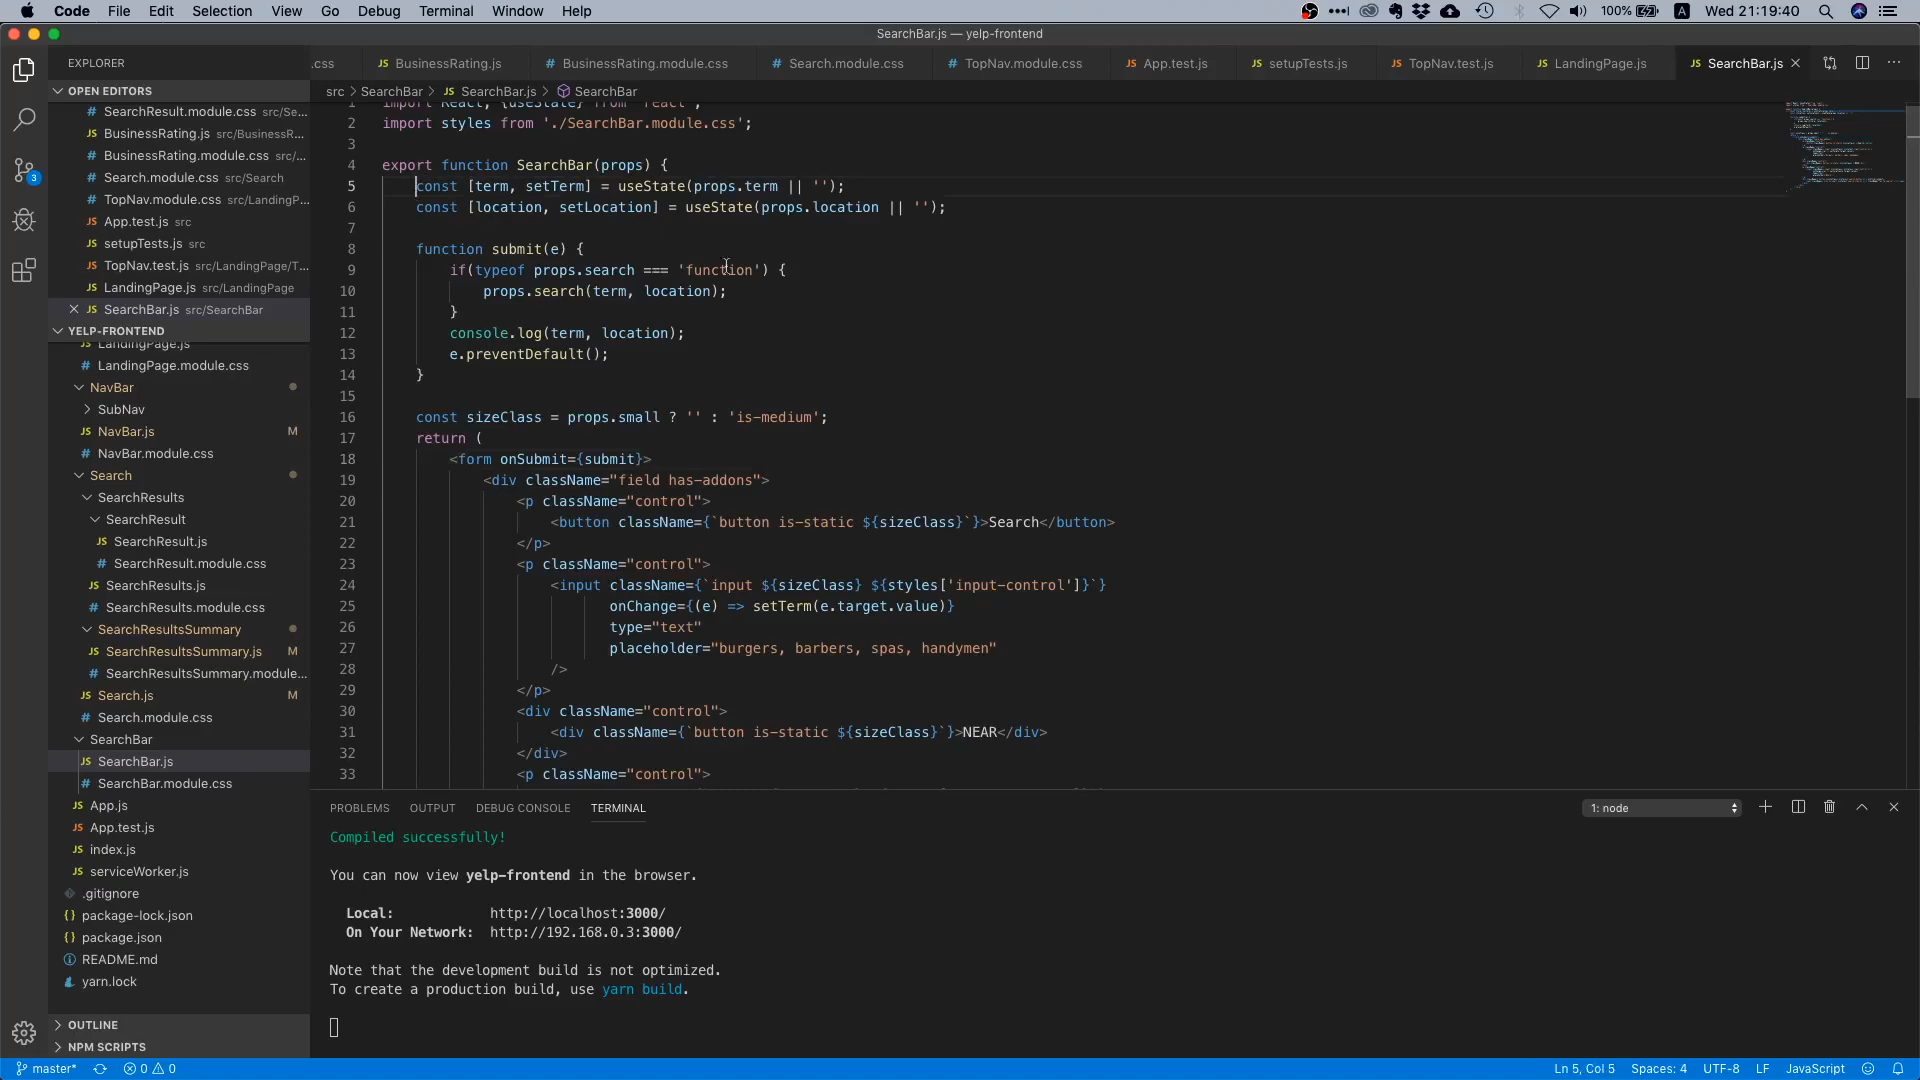 Code File Edit Selection View Go Debug Terminal Window Help 100% A Wed 21:19:40
SearchBar.js — yelp-frontend
EXPLORER
.css BusinessRating.js BusinessRating.module.css Search.module.css TopNav.module.css App.test.js setupTests.js TopNav.test.js LandingPage.js SearchBar.js
OPEN EDITORS
SearchResult.module.css src/Se...
BusinessRating.js src/BusinessR...
BusinessRating.module.css src/...
Search.module.css src/Search
TopNav.module.css src/LandingP...
App.test.js src
setupTests.js src
TopNav.test.js src/LandingPage/T...
LandingPage.js src/LandingPage
SearchBar.js src/SearchBar
YELP-FRONTEND
LandingPage.js
LandingPage.module.css
NavBar
SubNav
NavBar.js M
NavBar.module.css
Search
SearchResults
SearchResult
SearchResult.js
SearchResult.module.css
SearchResults.js
SearchResults.module.css
SearchResultsSummary
SearchResultsSummary.js M
SearchResultsSummary.module...
Search.js M
Search.module.css
SearchBar
SearchBar.js
SearchBar.module.css
App.js
App.test.js
index.js
serviceWorker.js
.gitignore
package-lock.json
package.json
README.md
yarn.lock
OUTLINE
NPM SCRIPTS
3
src SearchBar SearchBar.js SearchBar
1 import React, {useState} from 'react';
2 import styles from './SearchBar.module.css';
3
4 export function SearchBar(props) {
5 const [term, setTerm] = useState(props.term || '');
6 const [location, setLocation] = useState(props.location || '');
7
8 function submit(e) {
9 if(typeof props.search === 'function') {
10 props.search(term, location);
11 }
12 console.log(term, location);
13 e.preventDefault();
14 }
15
16 const sizeClass = props.small ? '' : 'is-medium';
17 return (
18 <form onSubmit={submit}>
19 <div className="field has-addons">
20 <p className="control">
21 <button className={`button is-static ${sizeClass}`}>Search</button>
22 </p>
23 <p className="control">
24 <input className={`input ${sizeClass} ${styles['input-control']}`}
25 onChange={(e) => setTerm(e.target.value)}
26 type="text"
27 placeholder="burgers, barbers, spas, handymen"
28 />
29 </p>
30 <div className="control">
31 <div className={`button is-static ${sizeClass}`}>NEAR</div>
32 </div>
33 <p className="control">
PROBLEMS OUTPUT DEBUG CONSOLE TERMINAL 1: node
Compiled successfully!
You can now view yelp-frontend in the browser.
Local: http://localhost:3000/
On Your Network: http://192.168.0.3:3000/
Note that the development build is not optimized.
To create a production build, use yarn build.
master* 0 0 Ln 5, Col 5 Spaces: 4 UTF-8 LF JavaScript